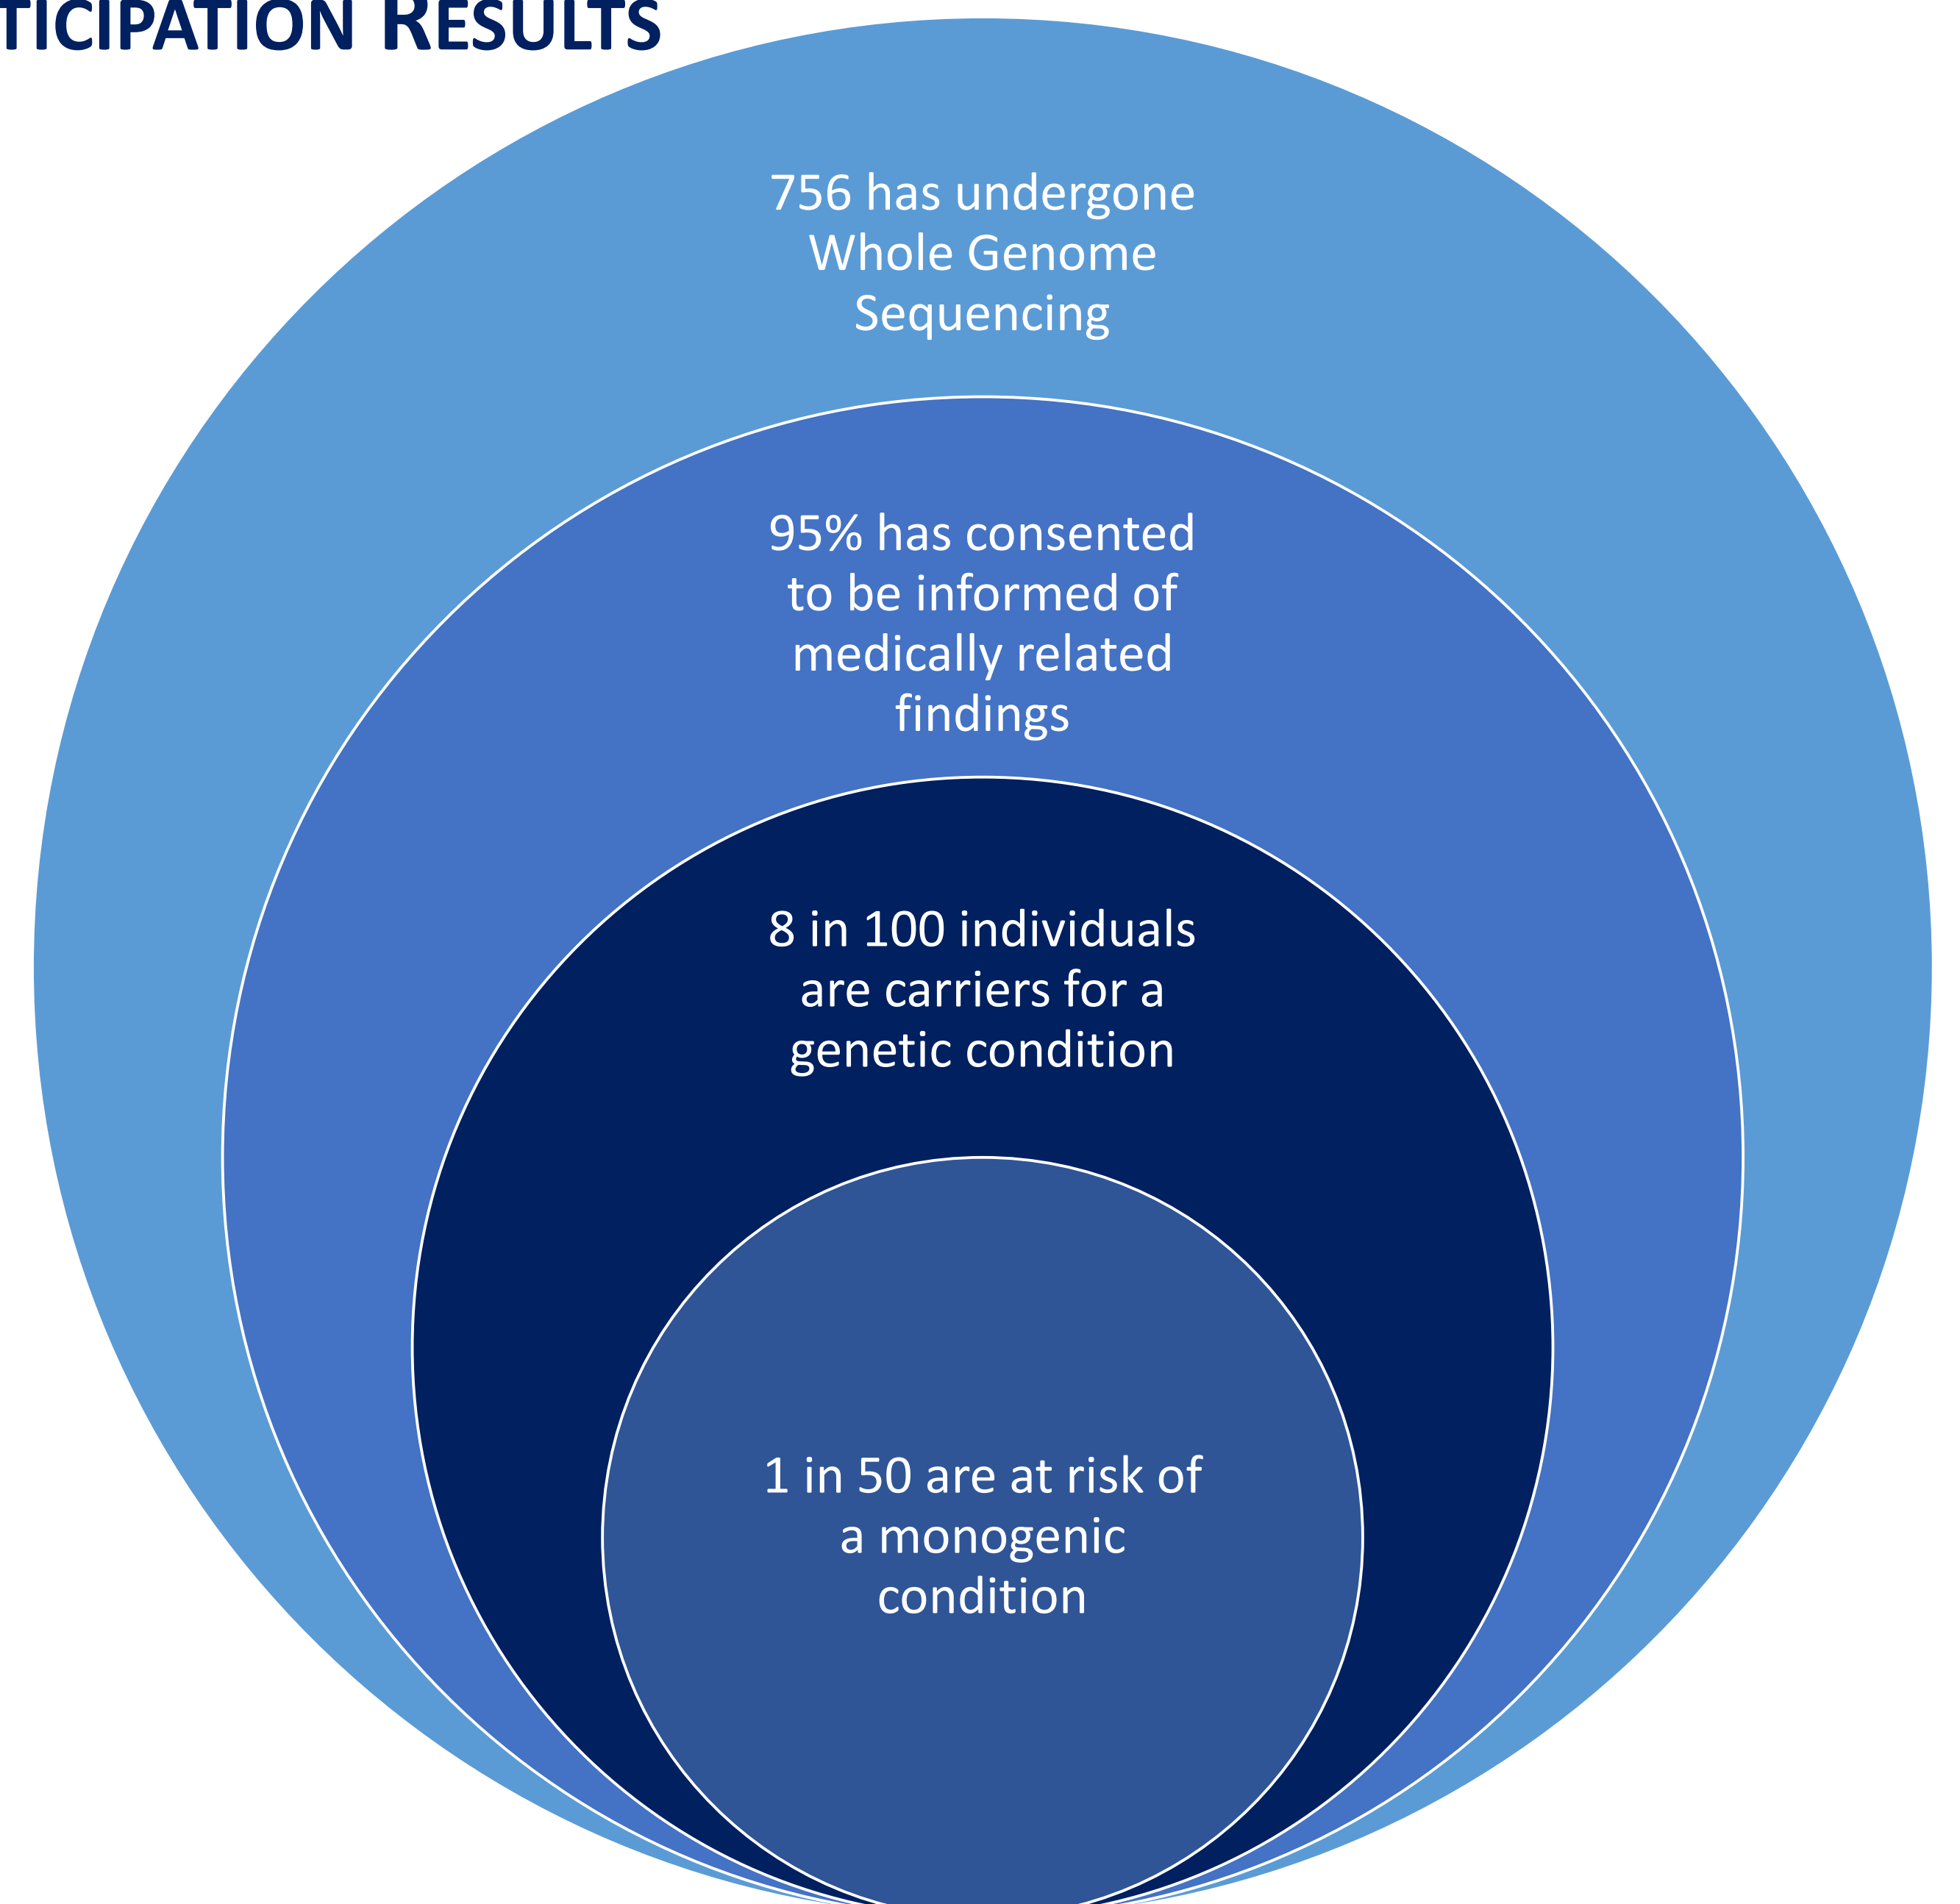 TICIPATION RESULTS
756 has undergone
Whole Genome
Sequencing
95% has consented
to be informed of
medically related
findings
8 in 100 individuals
are carriers for a
genetic condition
1 in 50 are at risk of
a monogenic
condition